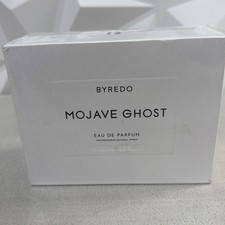 BYREDO
MOJAVE GHOST
EAU DE PARFUM